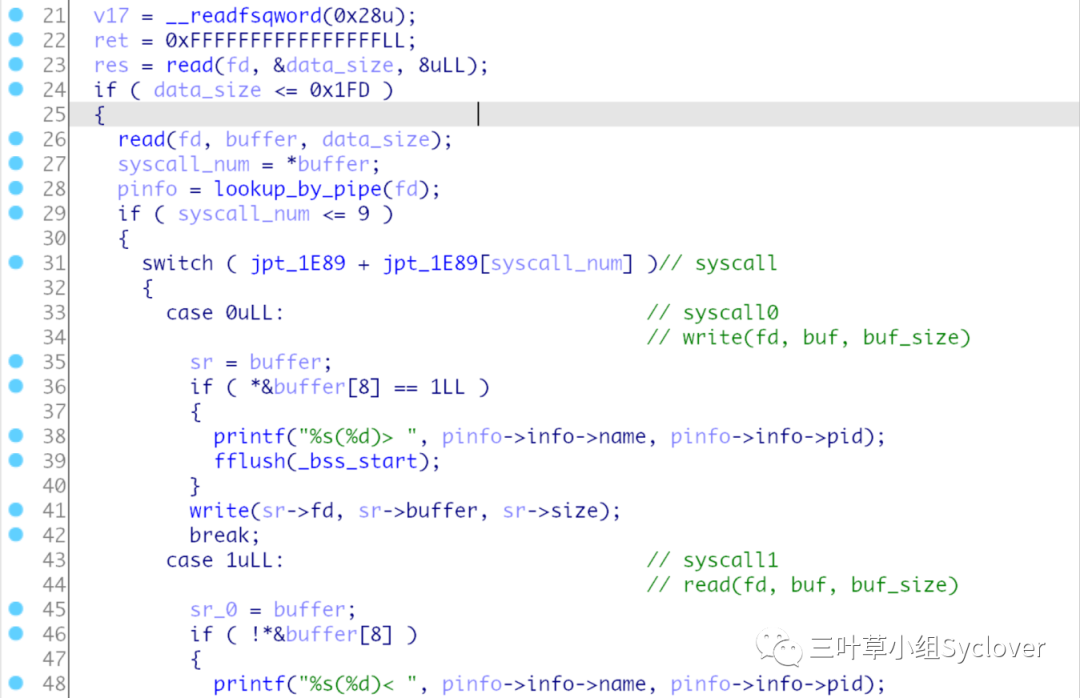 21 v17 = __readfsqword(0x28u);
22 ret = 0xFFFFFFFFFFFFFFFFLL;
23 res = read(fd, &data_size, 8uLL);
24 if ( data_size <= 0x1FD )
25 {
26 read(fd, buffer, data_size);
27 syscall_num = *buffer;
28 pinfo = lookup_by_pipe(fd);
29 if ( syscall_num <= 9 )
30 {
31 switch ( jpt_1E89 + jpt_1E89[syscall_num] )// syscall
32 {
33 case 0uLL: // syscall0
34 // write(fd, buf, buf_size)
35 sr = buffer;
36 if ( *&buffer[8] == 1LL )
37 {
38 printf("%s(%d)> ", pinfo->info->name, pinfo->info->pid);
39 fflush(_bss_start);
40 }
41 write(sr->fd, sr->buffer, sr->size);
42 break;
43 case 1uLL: // syscall1
44 // read(fd, buf, buf_size)
45 sr_0 = buffer;
46 if ( !*&buffer[8] )
47 {
48 printf("%s(%d)< ", pinfo->info->name, pinfo->info->pid);
三叶草小组Syclover